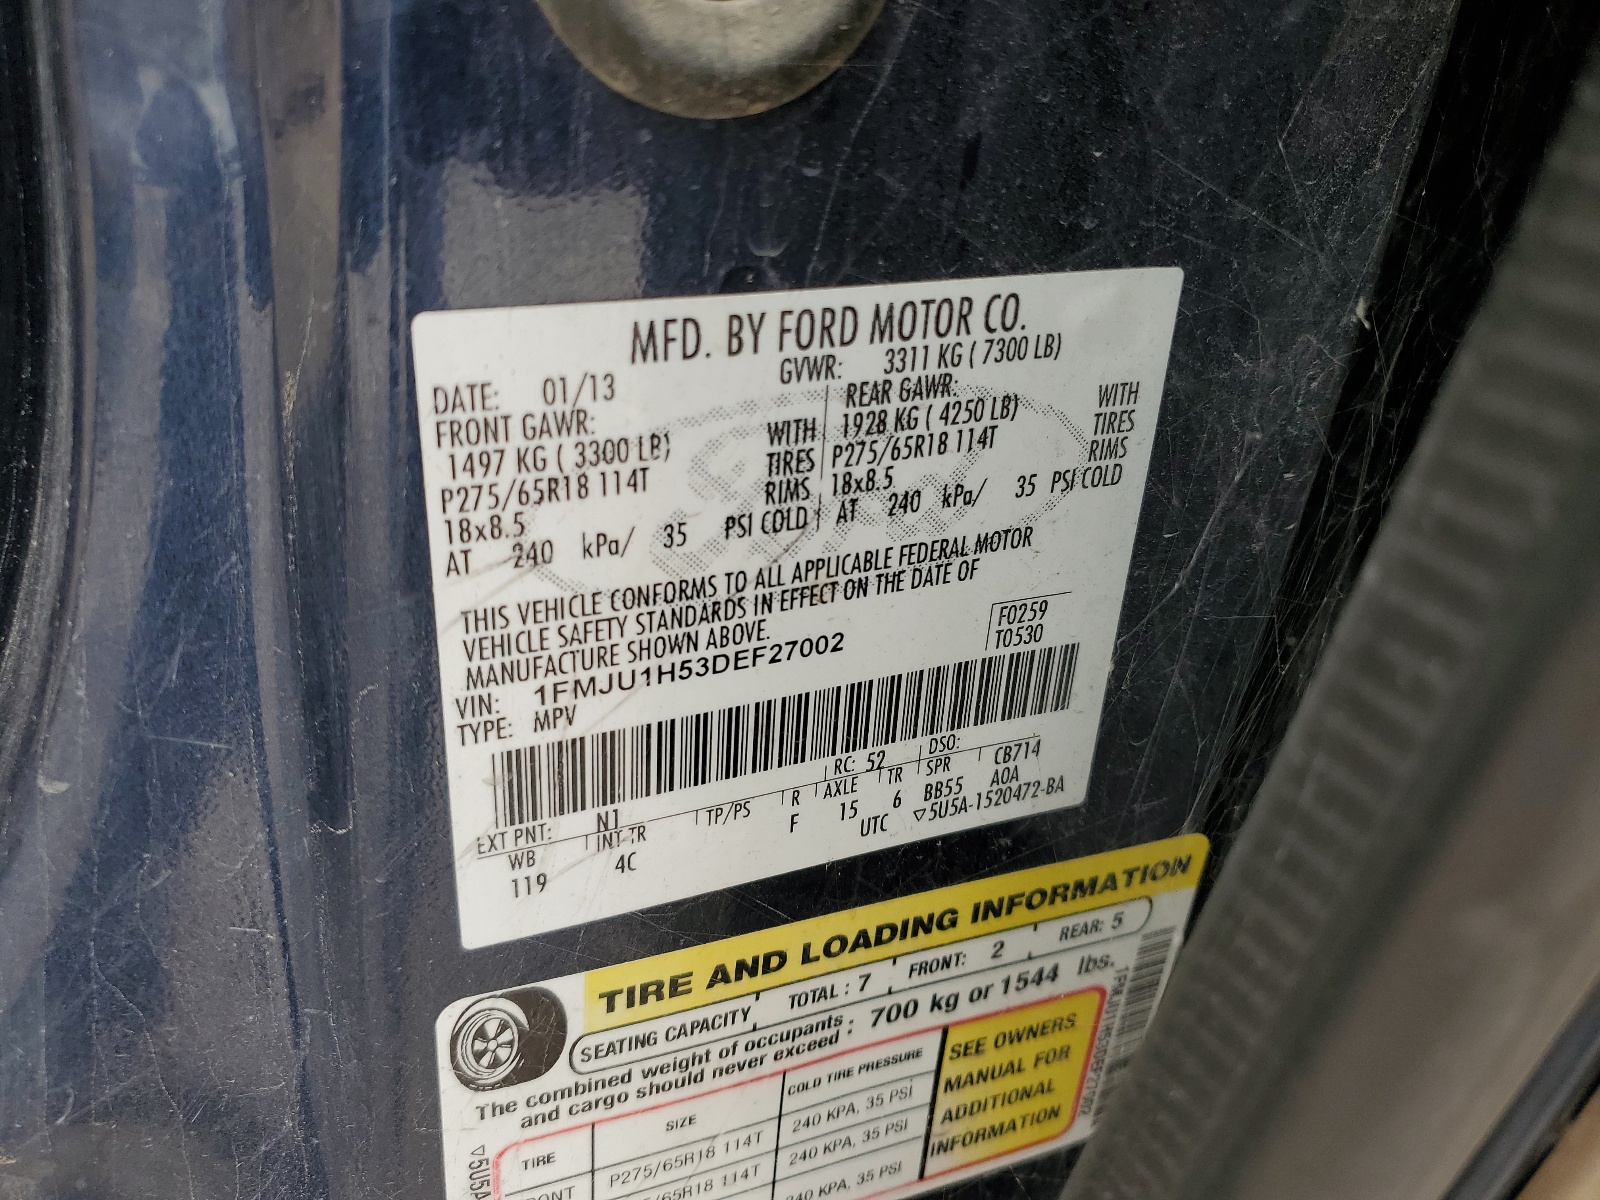 MFD. BY FORD MOTOR CO.
DATE: 01/13 GVWR: 3311 KG ( 7300 LB)
FRONT GAWR: REAR GAWR:
1497 KG ( 3300 LB) WITH 1928 KG ( 4250 LB) WITH
P275/65R18 114T TIRES P275/65R18 114T TIRES
18x8.5 RIMS 18x8.5 RIMS
AT 240 kPa/ 35 PSI COLD AT 240 kPa/ 35 PSI COLD
THIS VEHICLE CONFORMS TO ALL APPLICABLE FEDERAL MOTOR
VEHICLE SAFETY STANDARDS IN EFFECT ON THE DATE OF
MANUFACTURE SHOWN ABOVE.
F0259
T0530
VIN: 1FMJU1H53DEF27002
TYPE: MPV
EXT PNT: N1 RC: 52 DSO: CB714
WB INT TR TP/PS R AXLE TR SPR A0A
119 4C F 15 6 BB55
UTC ▽5U5A-1520472-BA
TIRE AND LOADING INFORMATION
SEATING CAPACITY TOTAL : 7 FRONT: 2 REAR: 5
The combined weight of occupants and cargo should never exceed : 700 kg or 1544 lbs.
TIRE SIZE COLD TIRE PRESSURE
P275/65R18 114T 240 KPA, 35 PSI
/65R18 114T 240 KPA, 35 PSI
240 KPA, 35 PSI
SEE OWNERS
MANUAL FOR
ADDITIONAL
INFORMATION
▽5U5A